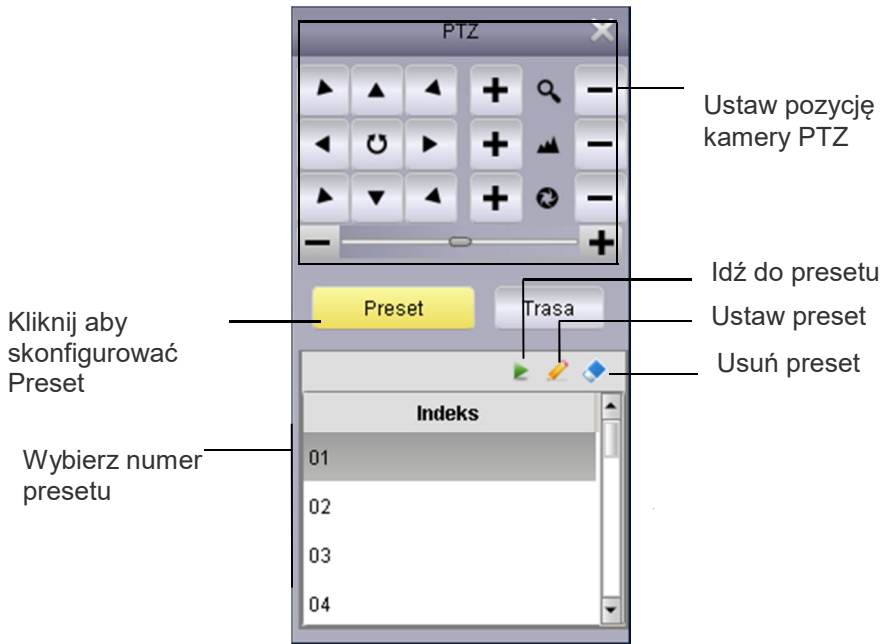 PTZ
Ustaw pozycję
kamery PTZ
Idź do presetu
Preset
Trasa
Ustaw preset
Kliknij aby
skonfigurować
Preset
Usuń preset
Indeks
Wybierz numer
presetu
01
02
03
04